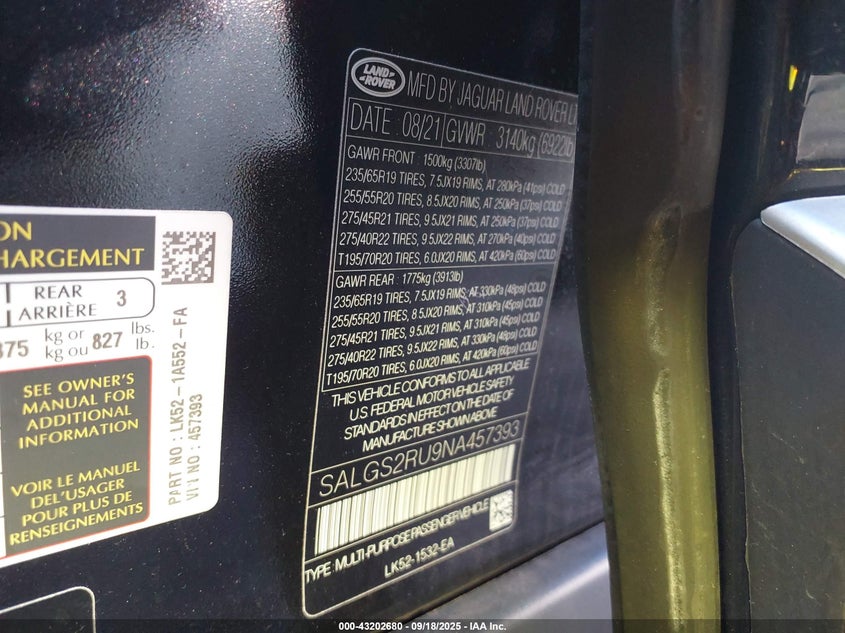 ON
CHARGEMENT
REAR
ARRIÈRE 3
375 kg or 827 lbs.
kg ou lb.
SEE OWNER'S
MANUAL FOR
ADDITIONAL
INFORMATION
VOIR LE MANUEL
DEL'USAGER
POUR PLUS DE
RENSEIGNEMENTS
PART NO : LK52-1A552-FA
VIN NO : 457393
LAND ROVER
MFD BY JAGUAR LAND ROVER
DATE : 08/21 GVWR : 3140kg (6922lb
GAWR FRONT : 1500kg (3307lb)
235/65R19 TIRES, 7.5JX19 RIMS, AT 280kPa (41psi) COLD
255/55R20 TIRES, 8.5JX20 RIMS, AT 250kPa (37psi) COLD
275/45R21 TIRES, 9.5JX21 RIMS, AT 250kPa (37psi) COLD
275/40R22 TIRES, 9.5JX22 RIMS, AT 270kPa (40psi) COLD
T195/70R20 TIRES, 6.0JX20 RIMS, AT 420kPa (60psi) COLD
GAWR REAR : 1775kg (3913lb)
235/65R19 TIRES, 7.5JX19 RIMS, AT 330kPa (48psi) COLD
255/55R20 TIRES, 8.5JX20 RIMS, AT 310kPa (45psi) COLD
275/45R21 TIRES, 9.5JX21 RIMS, AT 310kPa (45psi) COLD
275/40R22 TIRES, 9.5JX22 RIMS, AT 330kPa (48psi) COLD
T195/70R20 TIRES, 6.0JX20 RIMS, AT 420kPa (60psi) COLD
THIS VEHICLE CONFORMS TO ALL APPLICABLE
U.S. FEDERAL MOTOR VEHICLE SAFETY
STANDARDS IN EFFECT ON THE DATE OF
MANUFACTURE SHOWN ABOVE
SALGS2RU9NA457393
TYPE : MULTI-PURPOSE PASSENGER VEHICLE
LK52-1532-EA
000-43202680 - 09/18/2025 - IAA Inc.